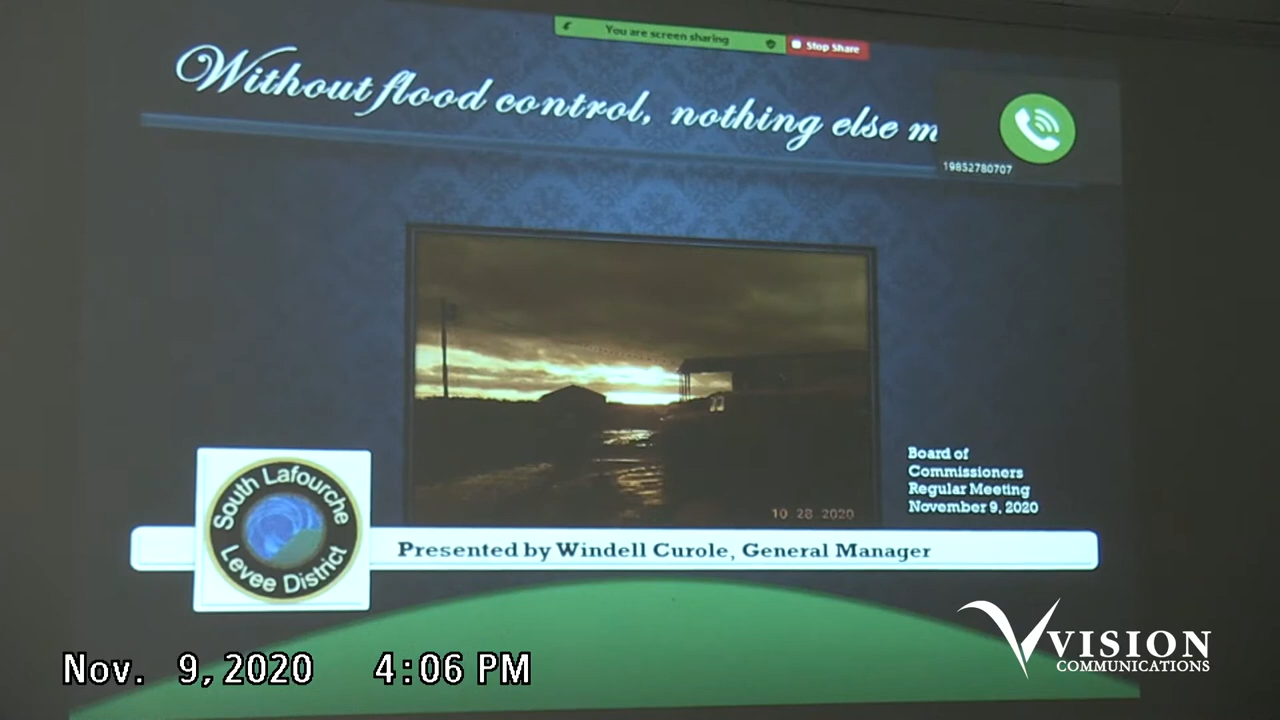 You are screen sharing
Stop Share
Without flood control, nothing else m
19852780707
10 28 2020
Board of
Commissioners
Regular Meeting
November 9, 2020
South Lafourche
Levee District
Presented by Windell Curole, General Manager
Nov. 9, 2020 4:06 PM
VISION
COMMUNICATIONS